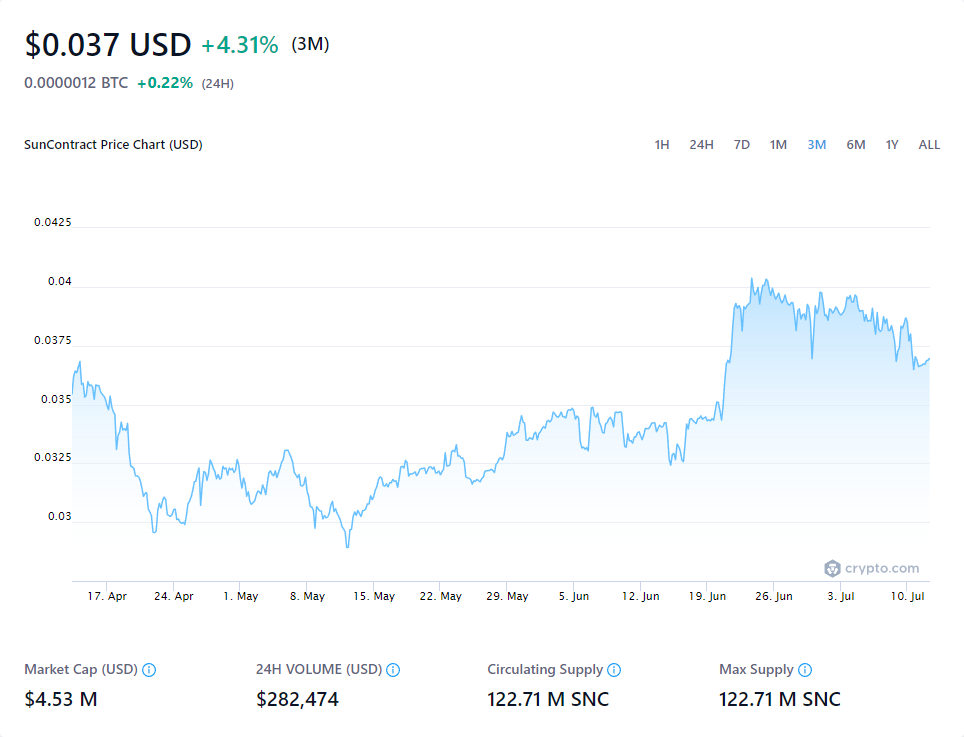 $0.037 USD +4.31% (3M)
0.0000012 BTC +0.22% (24H)
SunContract Price Chart (USD)
1H 24H 7D 1M 3M 6M 1Y ALL
0.0425
0.04
0.0375
0.035
0.0325
0.03
crypto.com
17. Apr 24. Apr 1. May 8. May 15. May 22. May 29. May 5. Jun 12. Jun 19. Jun 26. Jun 3. Jul 10. Jul
Market Cap (USD) 24H VOLUME (USD) Circulating Supply Max Supply
$4.53 M $282,474 122.71 M SNC 122.71 M SNC